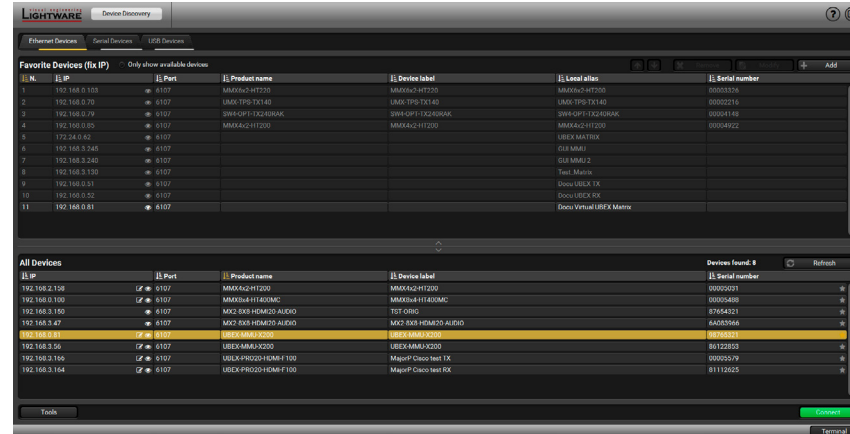 visual engineering
LIGHTWARE Device Discovery ?
Ethernet Devices Serial Devices USB Devices
Favorite Devices (fix IP) Only show available devices Remove Modify Add
N. IP Port Product name Device label Local alias Serial number
1 192.168.0.103 6107 MMX6x2-HT220 MMX6x2-HT220 MMX6x2-HT200 00003326
2 192.168.0.70 6107 UMX-TPS-TX140 UMX-TPS-TX140 UMX-TPS-TX140 00002216
3 192.168.0.79 6107 SW4-OPT-TX240RAK SW4-OPT-TX240RAK SW4-OPT-TX240RAK 00004148
4 192.168.0.85 6107 MMX4x2-HT200 MMX4x2-HT200 MMX4x2-HT200 00004922
5 172.24.0.62 6107 UBEX MATRIX
6 192.168.3.248 6107 GUI MMU
7 192.168.3.240 6107 GUI MMU 2
8 192.168.3.130 6107 Test_Matrix
9 192.168.0.51 6107 Docu UBEX TX
10 192.168.0.52 6107 Docu UBEX RX
11 192.168.0.81 6107 Docu Virtual UBEX Matrix
All Devices Devices found: 8 Refresh
IP Port Product name Device label Serial number
192.168.2.158 6107 MMX4x2-HT200 MMX4x2-HT200 00005031
192.168.0.100 6107 MMX8x4-HT400MC MMX8x4-HT400MC 00005488
192.168.3.150 6107 MX2-8X8-HDMI20-AUDIO TST-ORIG 87654321
192.168.3.47 6107 MX2-8X8-HDMI20-AUDIO MX2-8X8-HDMI20-AUDIO 6A083966
192.168.0.81 6107 UBEX-MMU-X200 UBEX-MMU-X200 98765321
192.168.3.56 6107 UBEX-MMU-X200 UBEX-MMU-X200 86122853
192.168.3.166 6107 UBEX-PRO20-HDMI-F100 MajorP Cisco test TX 00005579
192.168.3.164 6107 UBEX-PRO20-HDMI-F100 MajorP Cisco test RX 81112625
Tools Connect
Terminal